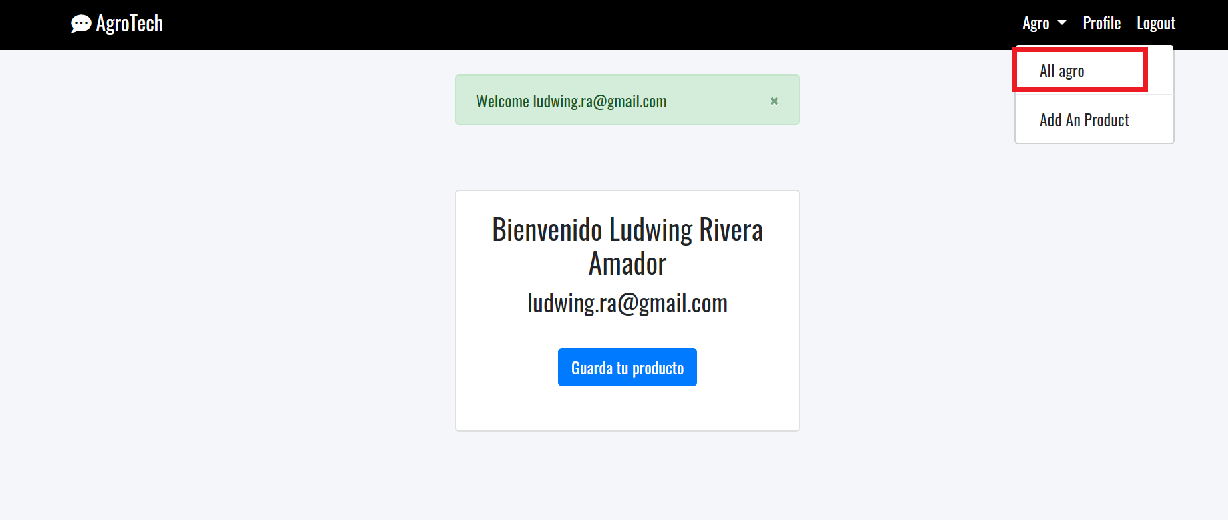 AgroTech
Agro
Profile
Logout
All agro
Add An Product
Welcome ludwing.ra@gmail.com
×
Bienvenido Ludwing Rivera
Amador
ludwing.ra@gmail.com
Guarda tu producto